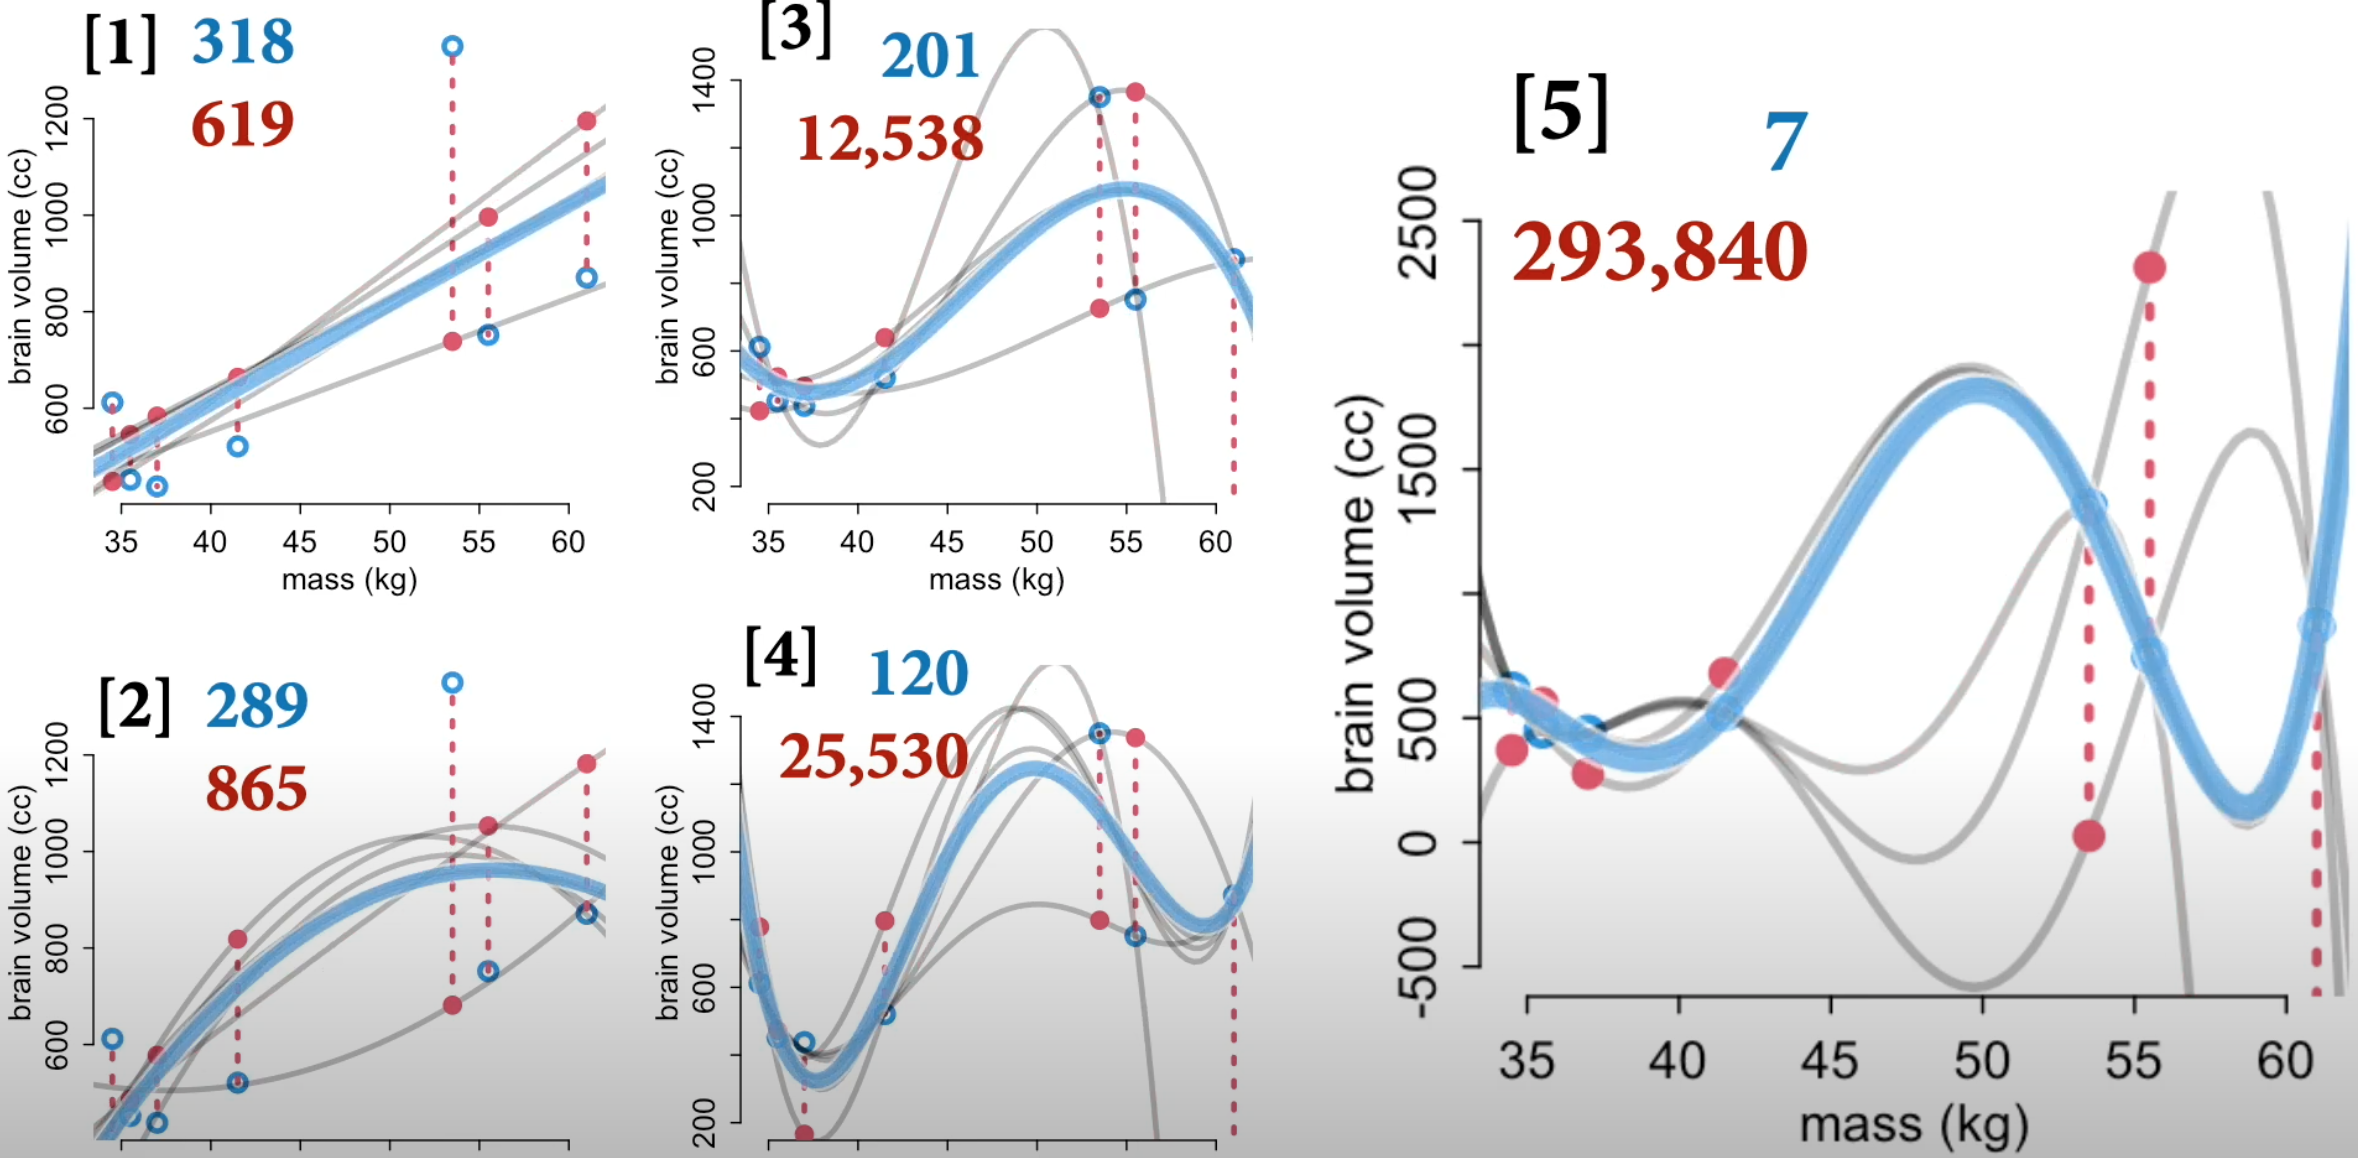 [1] 318
619
brain volume (cc)
600 800 1000 1200
35 40 45 50 55 60
mass (kg)
[2] 289
865
brain volume (cc)
600 800 1000 1200
[3] 201
12,538
brain volume (cc)
200 600 1000 1400
35 40 45 50 55 60
mass (kg)
[4] 120
25,530
brain volume (cc)
200 600 1000 1400
[5] 7
293,840
brain volume (cc)
-500 0 500 1500 2500
35 40 45 50 55 60
mass (kg)